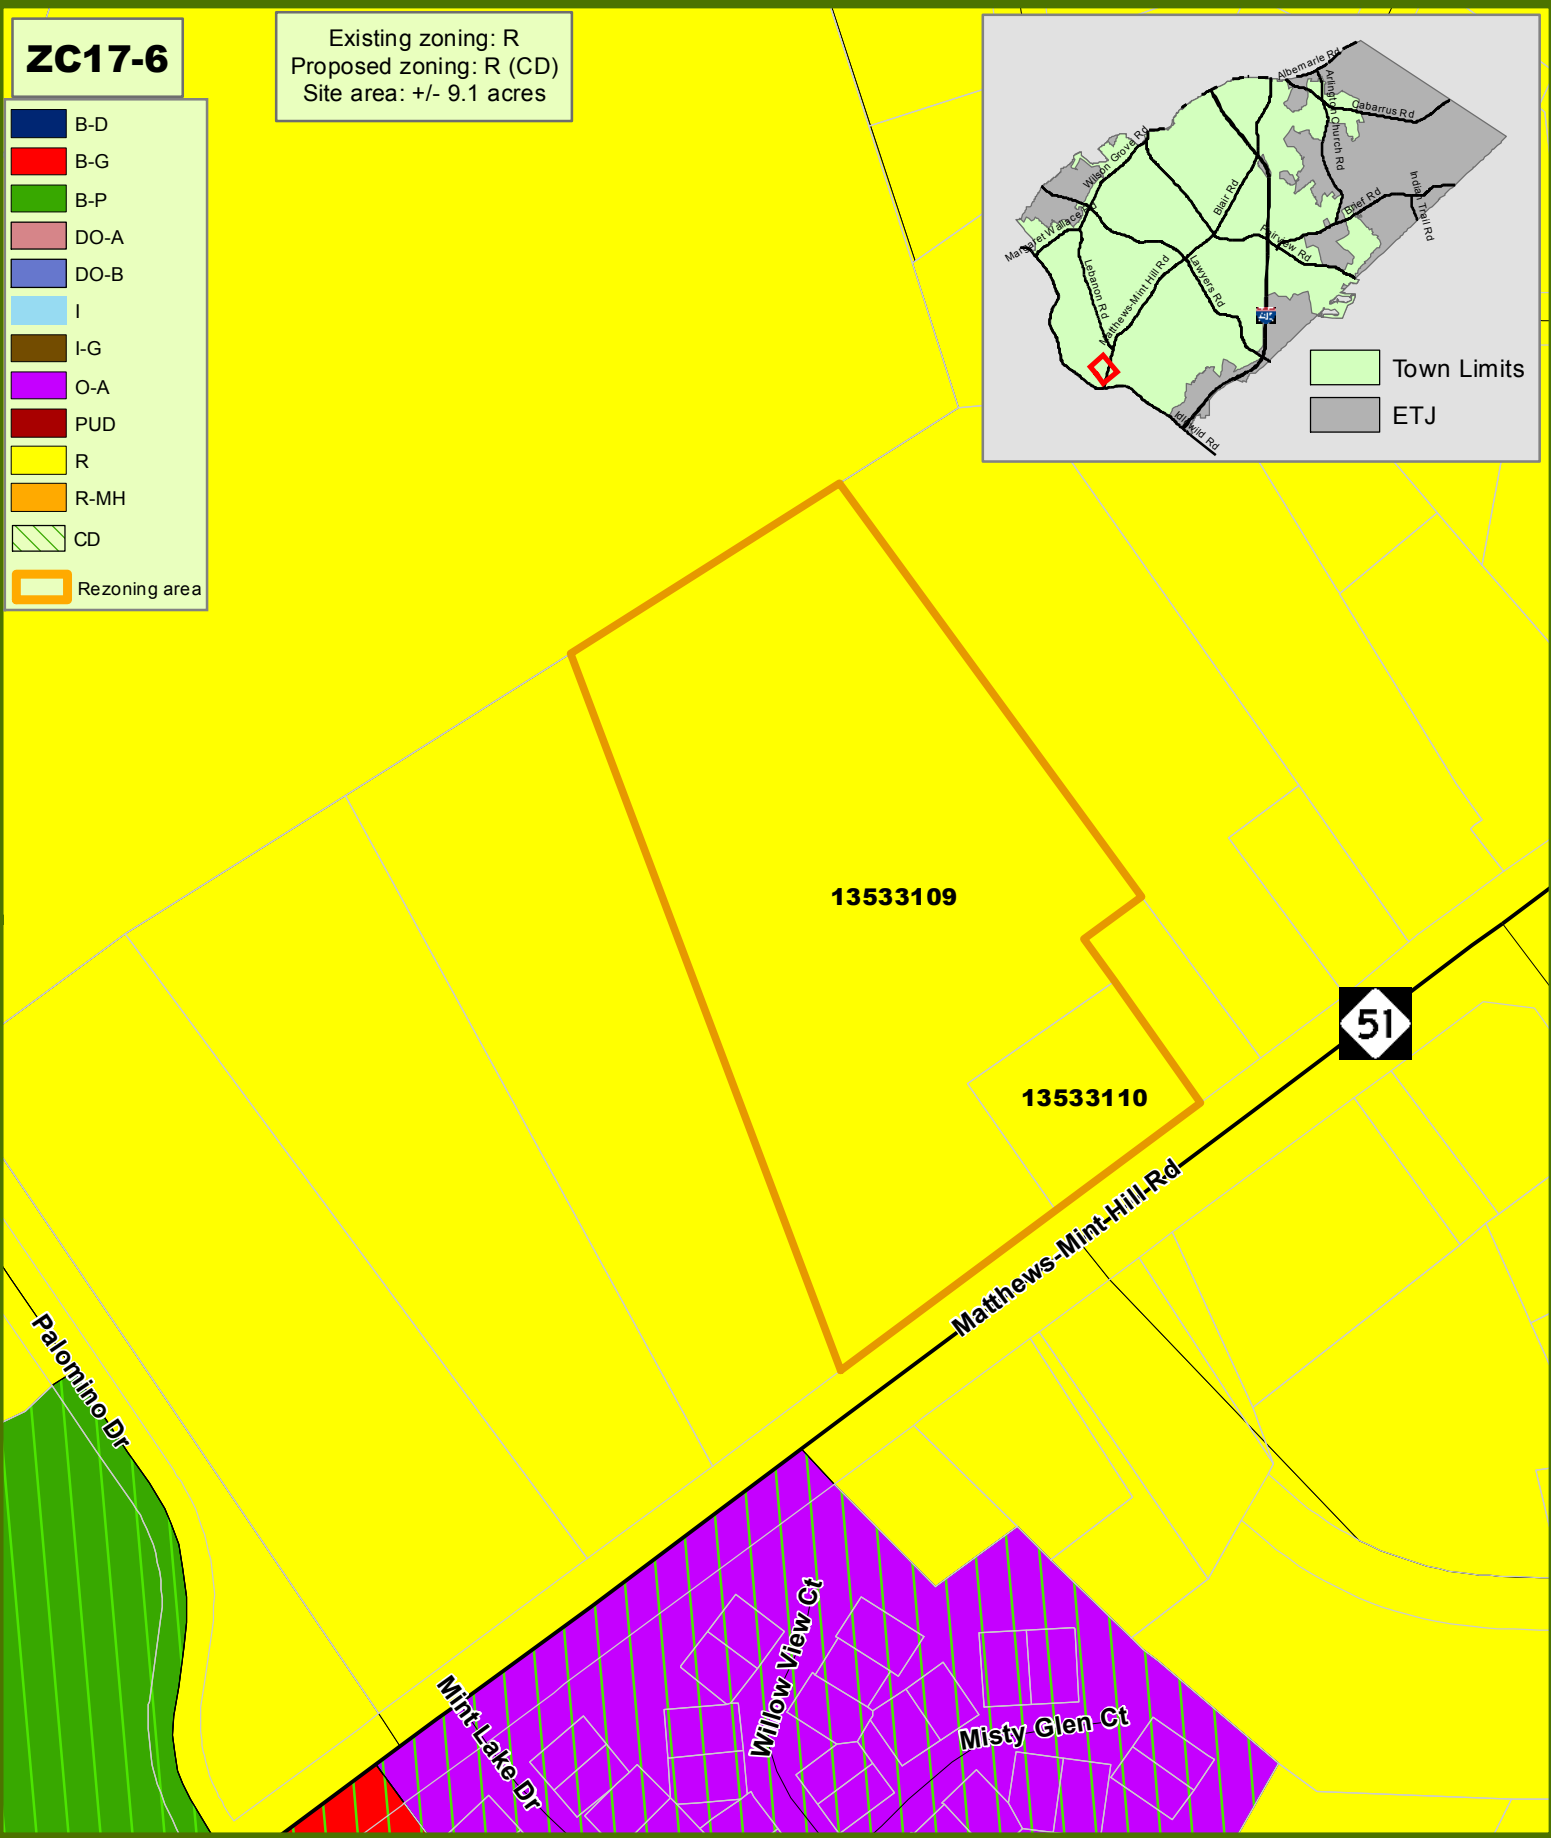 ZC17-6
Existing zoning: R
Proposed zoning: R (CD)
Site area: +/- 9.1 acres
B-D
B-G
B-P
DO-A
DO-B
I
I-G
O-A
PUD
R
R-MH
CD
Rezoning area
Albemarle Rd
Arlington Church Rd
Cabarrus Rd
Wilson Grove Rd
Blair Rd
Brief Rd
Indian Trail Rd
Margaret Wallace Rd
Fairview Rd
Lebanon Rd
Matthews-Mint Hill Rd
Lawyers Rd
Idlewild Rd
Town Limits
ETJ
13533109
13533110
51
Matthews-Mint-Hill-Rd
Palomino Dr
Mint Lake Dr
Willow View Ct
Misty Glen Ct